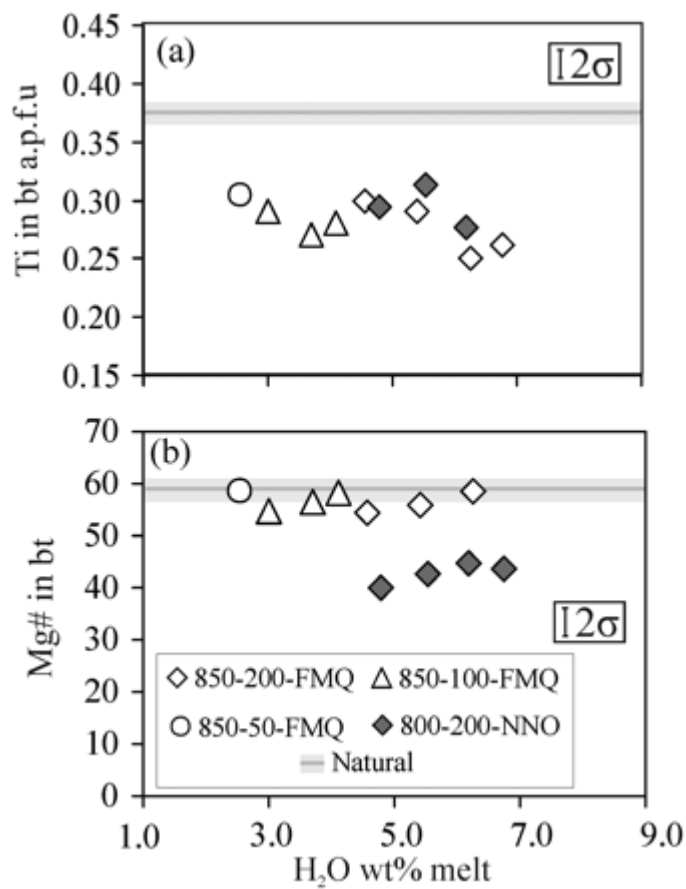 (a)
2σ
0.45
0.40
0.35
0.30
0.25
0.20
0.15
Ti in bt a.p.f.u
(b)
70
60
50
40
30
20
10
0
Mg# in bt
2σ
850-200-FMQ 850-100-FMQ
850-50-FMQ 800-200-NNO
Natural
1.0 3.0 5.0 7.0 9.0
H₂O wt% melt